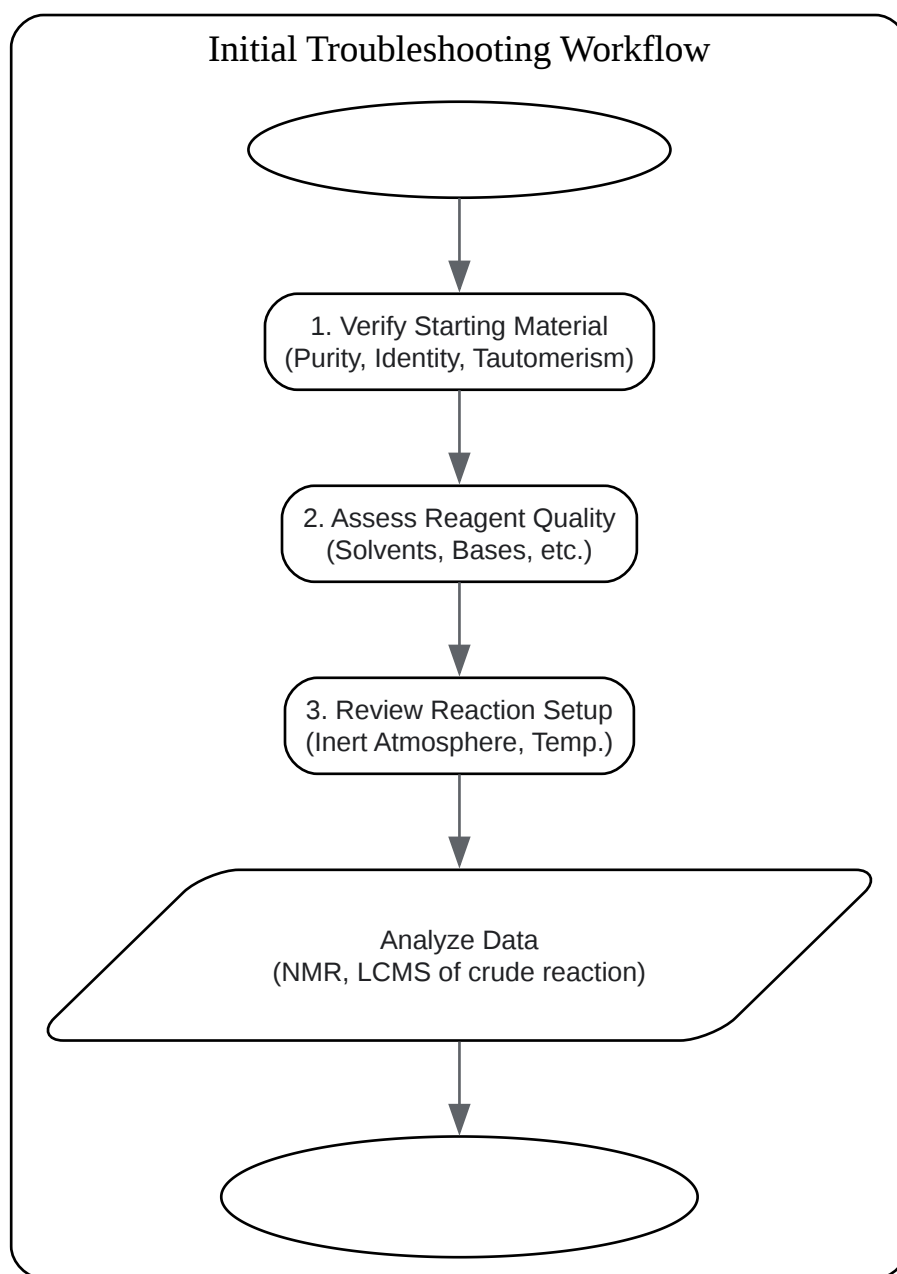 Initial Troubleshooting Workflow
1. Verify Starting Material
(Purity, Identity, Tautomerism)
2. Assess Reagent Quality
(Solvents, Bases, etc.)
3. Review Reaction Setup
(Inert Atmosphere, Temp.)
Analyze Data
(NMR, LCMS of crude reaction)